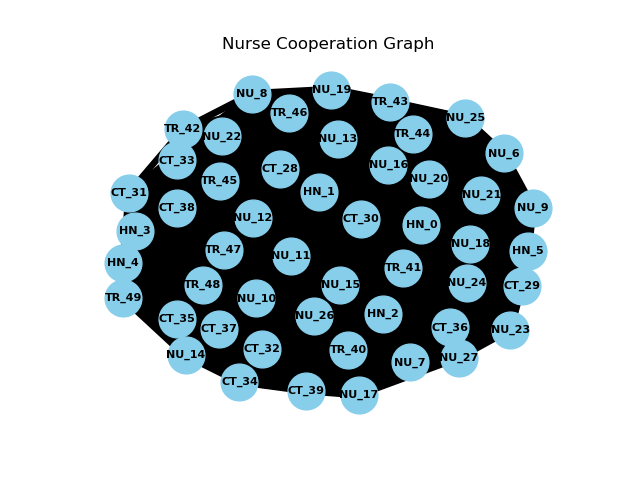 Nurse Cooperation Graph
NU_8
NU_19
TR_43
TR_46
NU_25
TR_42
NU_22
NU_13
TR_44
CT_33
NU_6
CT_28
NU_16
TR_45
NU_20
CT_31
HN_1
NU_21
CT_38
NU_9
NU_12
CT_30
HN_0
HN_3
NU_18
TR_47
HN_5
NU_11
HN_4
TR_41
TR_48
NU_15
NU_24
CT_29
TR_49
NU_10
NU_26
HN_2
CT_35
CT_37
CT_36
NU_23
CT_32
TR_40
NU_14
NU_7
NU_27
CT_34
CT_39
NU_17